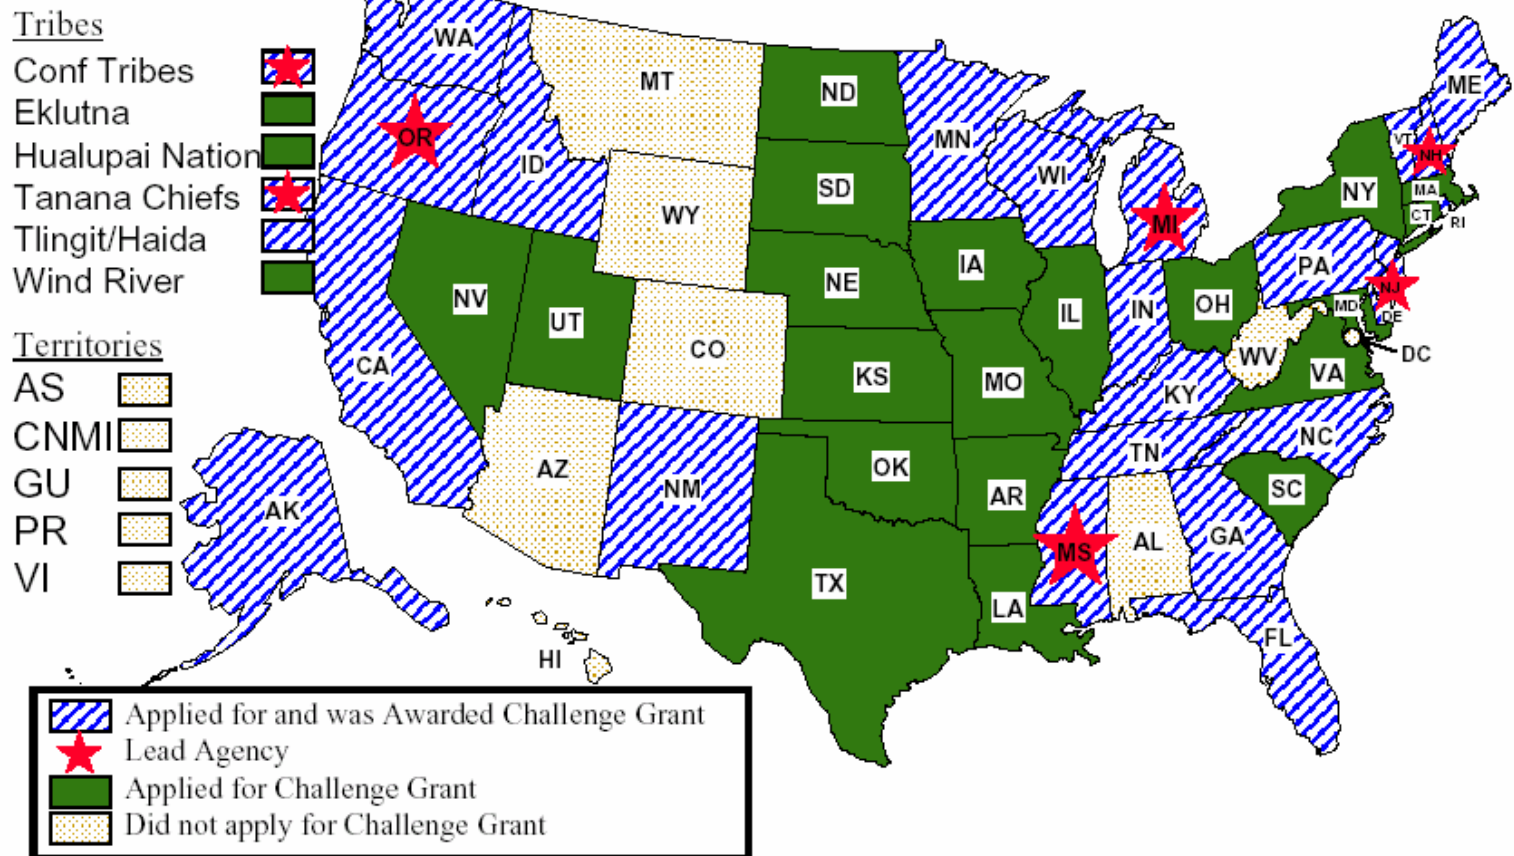 Tribes
Conf Tribes
Eklutna
Hualupai Nation
Tanana Chiefs
Tlingit/Haida
Wind River
Territories
AS
CNMI
GU
PR
VI
WA
MT
ND
MN
ME
OR
ID
WI
VT
NH
SD
NY
MA
WY
MI
CT
RI
IA
PA
NV
UT
NE
IL
IN
OH
NJ
MD
DE
CO
WV
DC
CA
KS
MO
KY
VA
NC
TN
AZ
NM
OK
AR
SC
AK
MS
AL
GA
TX
LA
FL
HI
Applied for and was Awarded Challenge Grant
Lead Agency
Applied for Challenge Grant
Did not apply for Challenge Grant